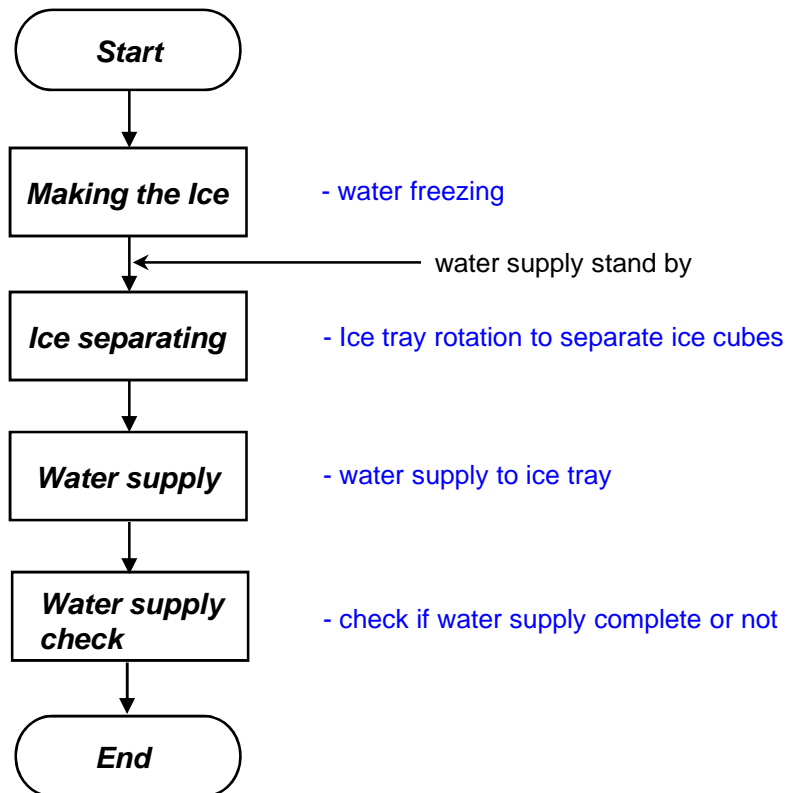 Start
Making the Ice
- water freezing
water supply stand by
Ice separating
- Ice tray rotation to separate ice cubes
Water supply
- water supply to ice tray
Water supply
check
- check if water supply complete or not
End